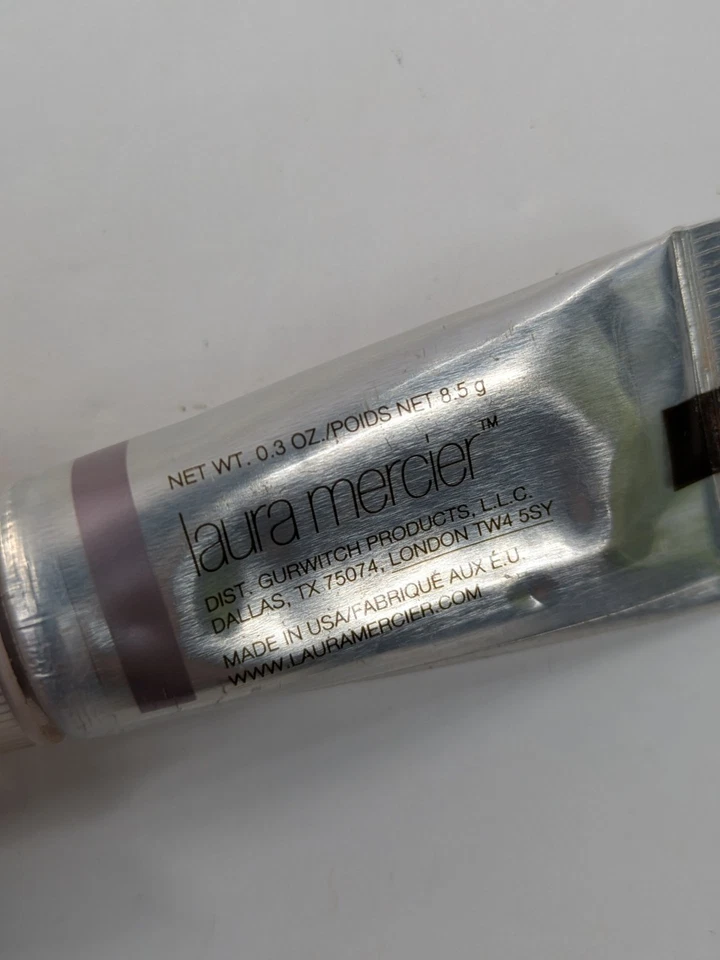 NET WT. 0.3 OZ./POIDS NET 8.5 g
laura mercier™
DIST. GURWITCH PRODUCTS, L.L.C.
DALLAS, TX 75074, LONDON TW4 5SY
MADE IN USA/FABRIQUÉ AUX É.U.
WWW.LAURAMERCIER.COM